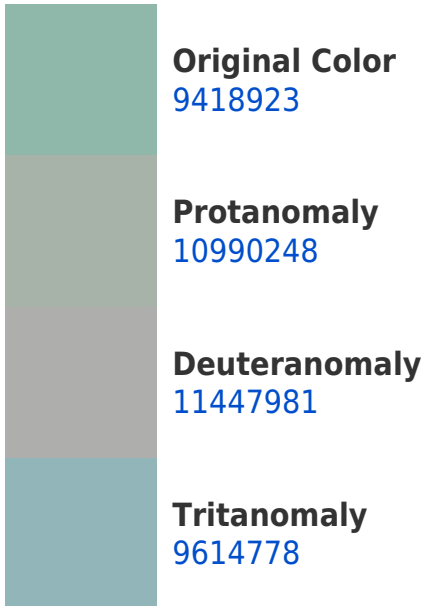 Original Color
9418923
Protanomaly
10990248
Deuteranomaly
11447981
Tritanomaly
9614778